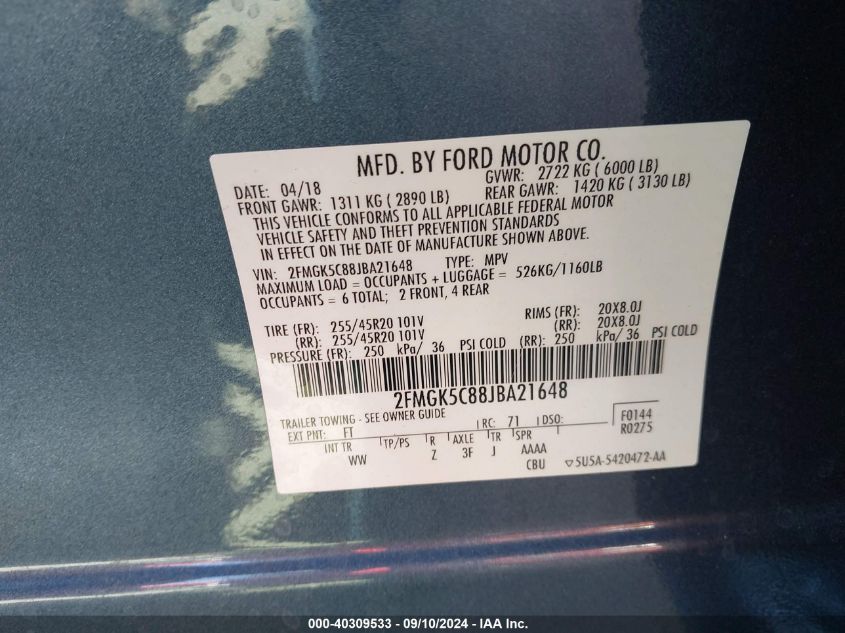 MFD. BY FORD MOTOR CO.
DATE: 04/18 GVWR: 2722 KG ( 6000 LB)
FRONT GAWR: 1311 KG ( 2890 LB) REAR GAWR: 1420 KG ( 3130 LB)
THIS VEHICLE CONFORMS TO ALL APPLICABLE FEDERAL MOTOR
VEHICLE SAFETY AND THEFT PREVENTION STANDARDS
IN EFFECT ON THE DATE OF MANUFACTURE SHOWN ABOVE.
VIN: 2FMGK5C88JBA21648 TYPE: MPV
MAXIMUM LOAD = OCCUPANTS + LUGGAGE = 526KG/1160LB
OCCUPANTS = 6 TOTAL; 2 FRONT, 4 REAR
TIRE (FR): 255/45R20 101V RIMS (FR): 20X8.0J
(RR): 255/45R20 101V (RR): 20X8.0J
PRESSURE (FR): 250 kPa/ 36 PSI COLD (RR): 250 kPa/ 36 PSI COLD
2FMGK5C88JBA21648
TRAILER TOWING - SEE OWNER GUIDE
EXT PNT: FT RC: 71 DSO: F0144
R0275
INT TR TP/PS R AXLE TR SPR
WW Z 3F J AAAA
CBU ▽5U5A-5420472-AA
000-40309533 - 09/10/2024 - IAA, Inc.